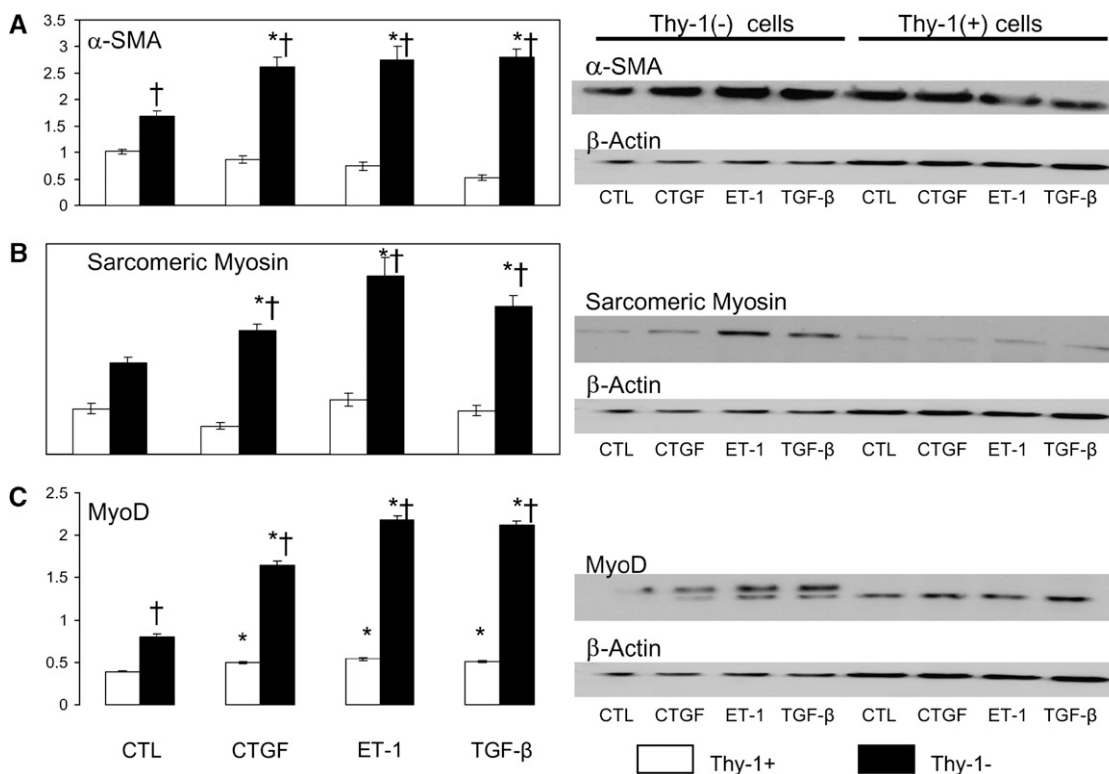 A
α-SMA
3.5
3
2.5
2
1.5
1
0.5
0
† *† *† *†
Thy-1(-) cells Thy-1(+) cells
α-SMA
β-Actin
CTL CTGF ET-1 TGF-β CTL CTGF ET-1 TGF-β
B
Sarcomeric Myosin
*† *† *†
Sarcomeric Myosin
β-Actin
CTL CTGF ET-1 TGF-β CTL CTGF ET-1 TGF-β
C
MyoD
2.5
2
1.5
1
0.5
0
† * *† * *† * *†
CTL CTGF ET-1 TGF-β
MyoD
β-Actin
CTL CTGF ET-1 TGF-β CTL CTGF ET-1 TGF-β
Thy-1+ Thy-1-